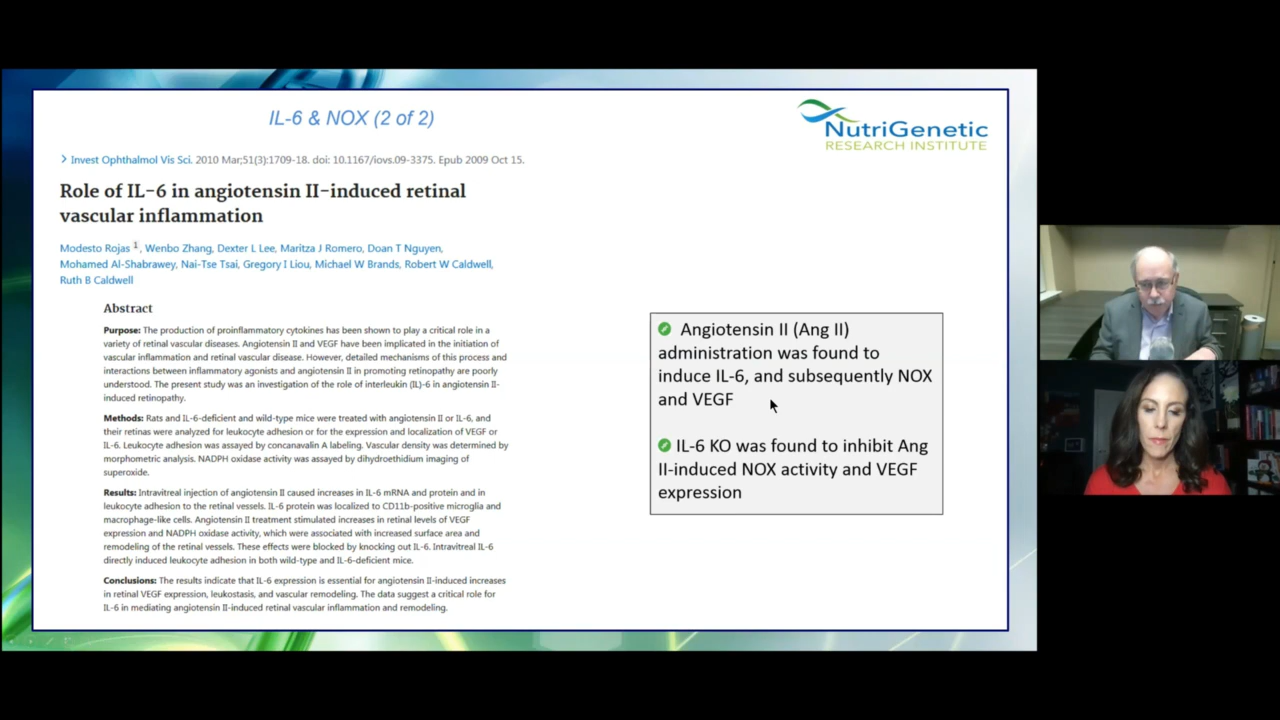 IL-6 & NOX (2 of 2)
NutriGenetic
RESEARCH INSTITUTE
> Invest Ophthalmol Vis Sci. 2010 Mar;51(3):1709-18. doi: 10.1167/iovs.09-3375. Epub 2009 Oct 15.
Role of IL-6 in angiotensin II-induced retinal
vascular inflammation
Modesto Rojas 1, Wenbo Zhang, Dexter L Lee, Maritza J Romero, Doan T Nguyen,
Mohamed Al-Shabrawey, Nai-Tse Tsai, Gregory I Liou, Michael W Brands, Robert W Caldwell,
Ruth B Caldwell
Abstract
Purpose: The production of proinflammatory cytokines has been shown to play a critical role in a
variety of retinal vascular diseases. Angiotensin II and VEGF have been implicated in the initiation of
vascular inflammation and retinal vascular disease. However, detailed mechanisms of this process and
interactions between inflammatory agonists and angiotensin II in promoting retinopathy are poorly
understood. The present study was an investigation of the role of interleukin (IL)-6 in angiotensin II-
induced retinopathy.
Methods: Rats and IL-6-deficient and wild-type mice were treated with angiotensin II or IL-6, and
their retinas were analyzed for leukocyte adhesion or for the expression and localization of VEGF or
IL-6. Leukocyte adhesion was assayed by concanavalin A labeling. Vascular density was determined by
morphometric analysis. NADPH oxidase activity was assayed by dihydroethidium imaging of
superoxide.
Results: Intravitreal injection of angiotensin II caused increases in IL-6 mRNA and protein and in
leukocyte adhesion to the retinal vessels. IL-6 protein was localized to CD11b-positive microglia and
macrophage-like cells. Angiotensin II treatment stimulated increases in retinal levels of VEGF
expression and NADPH oxidase activity, which were associated with increased surface area and
remodeling of the retinal vessels. These effects were blocked by knocking out IL-6. Intravitreal IL-6
directly induced leukocyte adhesion in both wild-type and IL-6-deficient mice.
Conclusions: The results indicate that IL-6 expression is essential for angiotensin II-induced increases
in retinal VEGF expression, leukostasis, and vascular remodeling. The data suggest a critical role for
IL-6 in mediating angiotensin II-induced retinal vascular inflammation and remodeling.
Angiotensin II (Ang II)
administration was found to
induce IL-6, and subsequently NOX
and VEGF
IL-6 KO was found to inhibit Ang
II-induced NOX activity and VEGF
expression